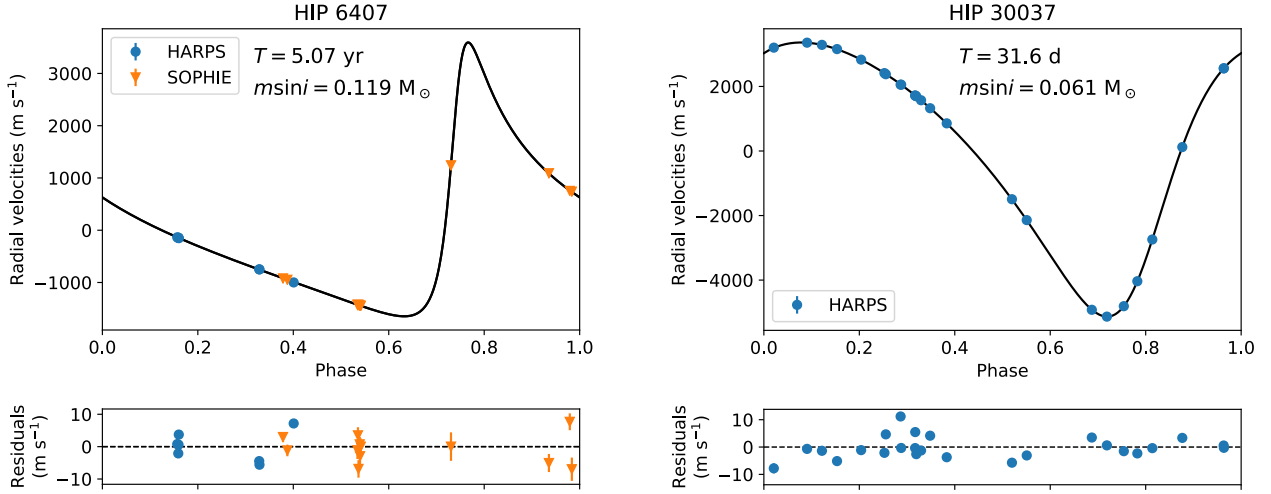 HIP 6407
HARPS
SOPHIE
T = 5.07 yr
msini = 0.119 M☉
Radial velocities (m s⁻¹)
3000
2000
1000
0
−1000
0.0 0.2 0.4 0.6 0.8 1.0
Phase
Residuals
(m s⁻¹)
10
0
−10
HIP 30037
T = 31.6 d
msini = 0.061 M☉
HARPS
Radial velocities (m s⁻¹)
2000
0
−2000
−4000
0.0 0.2 0.4 0.6 0.8 1.0
Phase
Residuals
(m s⁻¹)
10
0
−10